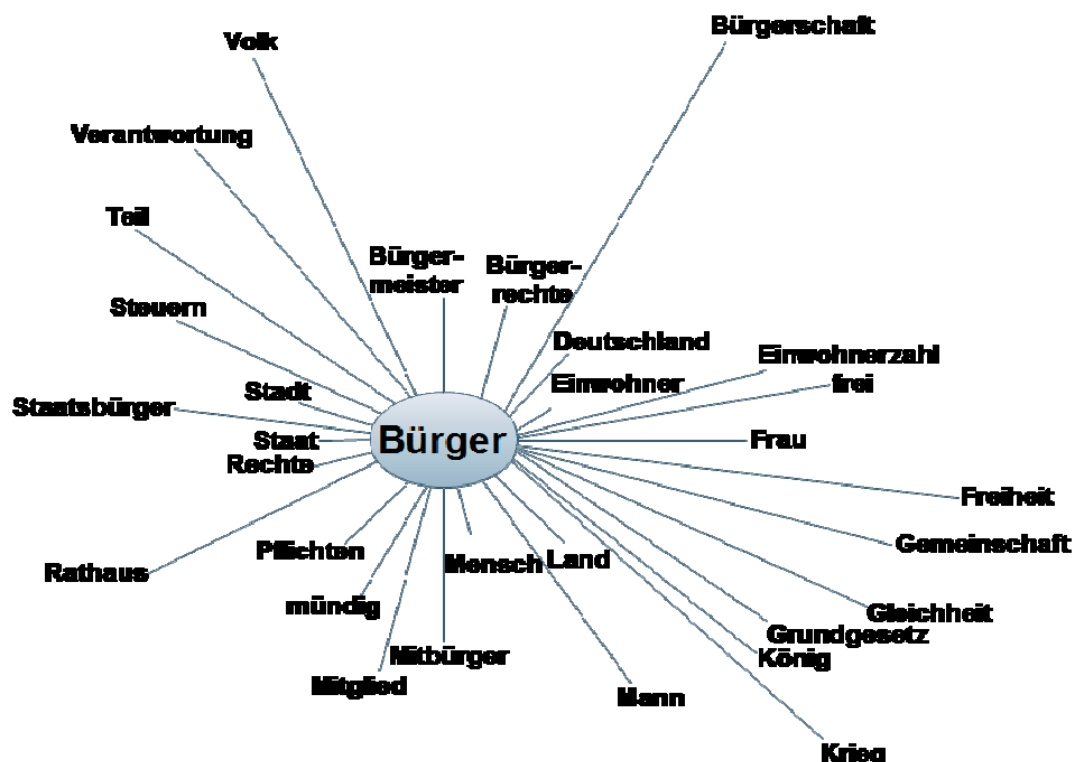 Bürgerschaft
Volk
Verantwortung
Teil
Bürger-
meister
Bürger-
rechte
Steuern
Deutschland
Einwohnerzahl
Einwohner
frei
Stadt
Staatsbürger
Bürger
Staat
Frau
Rechte
Freiheit
Gemeinschaft
Pflichten
Mensch
Land
Rathaus
mündig
Gleichheit
Grundgesetz
Mitbürger
König
Mitglied
Mann
Krieg